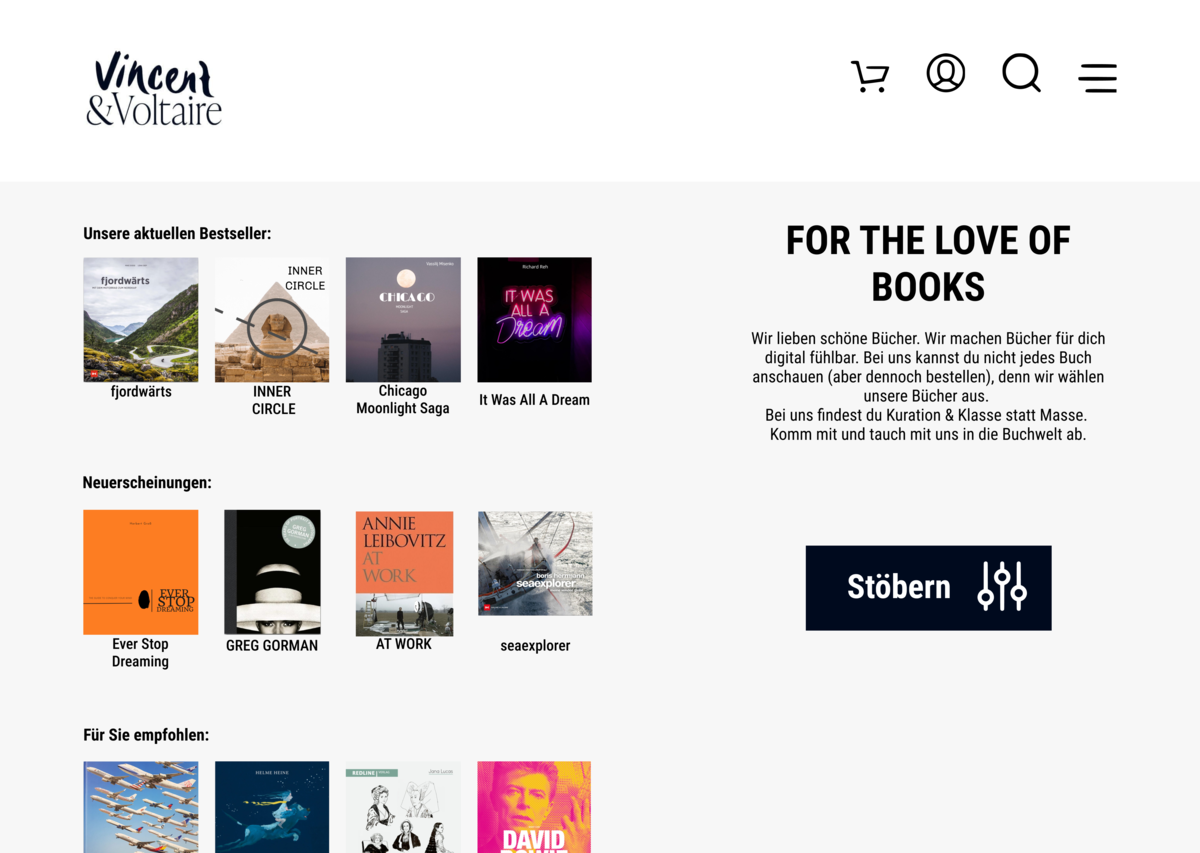 Vincent
&Voltaire
Unsere aktuellen Bestseller:
fjordwärts
INNER
CIRCLE
CHICAGO
MOONLIGHT
SAGA
Richard Reh
IT WAS
ALL A
Dream
fjordwärts
INNER
CIRCLE
Chicago
Moonlight Saga
It Was All A Dream
Neuerscheinungen:
EVER
STOP
DREAMING
GREG
GORMAN
ANNIE
LEIBOVITZ
AT
WORK
boris herrmann
seaexplorer
Ever Stop
Dreaming
GREG GORMAN
AT WORK
seaexplorer
Für Sie empfohlen:
HELME HEINE
REDLINE
DAVID
FOR THE LOVE OF
BOOKS
Wir lieben schöne Bücher. Wir machen Bücher für dich
digital fühlbar. Bei uns kannst du nicht jedes Buch
anschauen (aber dennoch bestellen), denn wir wählen
unsere Bücher aus.
Bei uns findest du Kuration & Klasse statt Masse.
Komm mit und tauch mit uns in die Buchwelt ab.
Stöbern